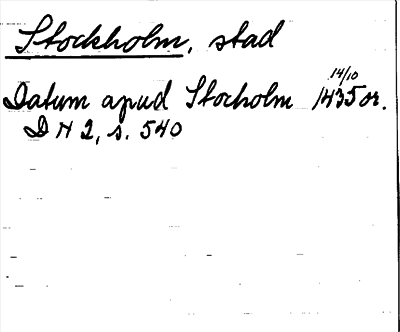 Stockholm, stad
Datum apud Stocholm 14/10 1435 or.
D N 2, s. 540